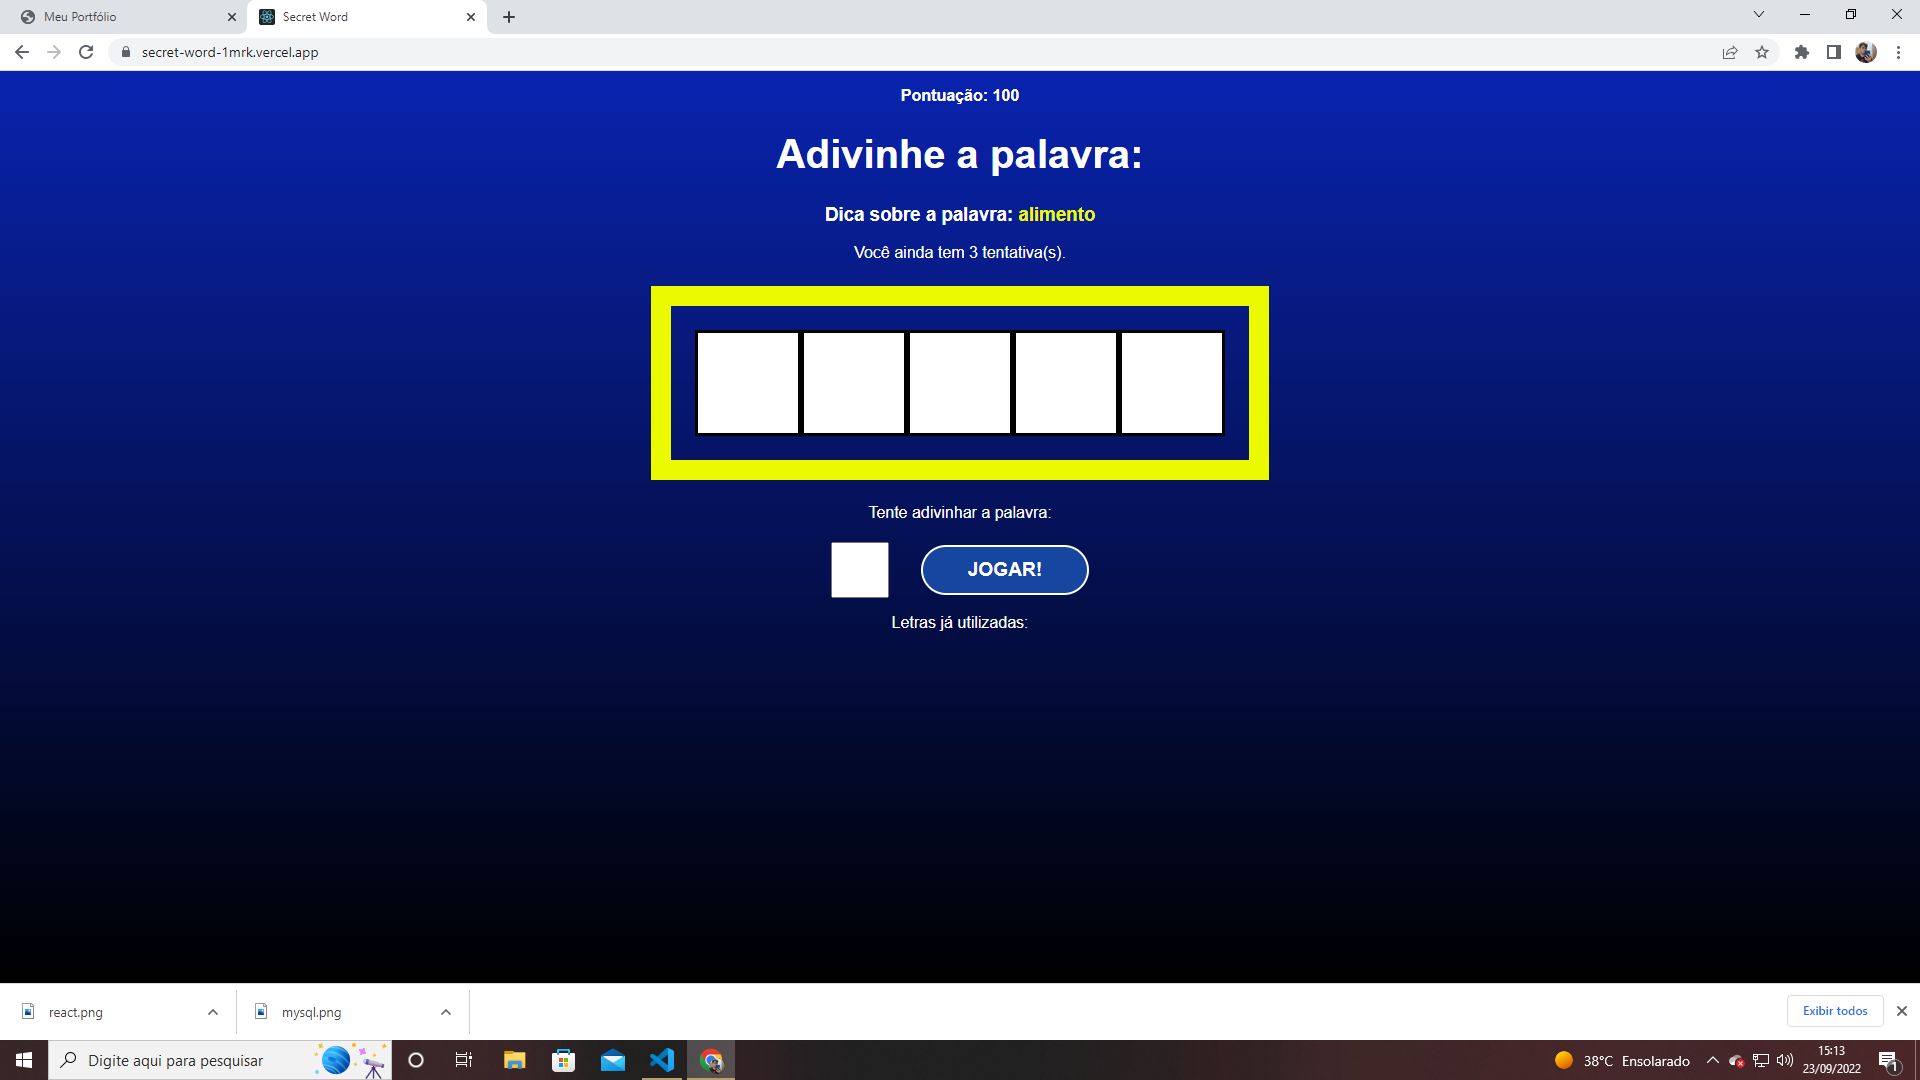 Meu Portfólio
Secret Word
secret-word-1mrk.vercel.app
Pontuação: 100
Adivinhe a palavra:
Dica sobre a palavra: alimento
Você ainda tem 3 tentativa(s).
Tente adivinhar a palavra:
JOGAR!
Letras já utilizadas:
react.png
mysql.png
Exibir todos
Digite aqui para pesquisar
38°C Ensolarado
15:13
23/09/2022
1